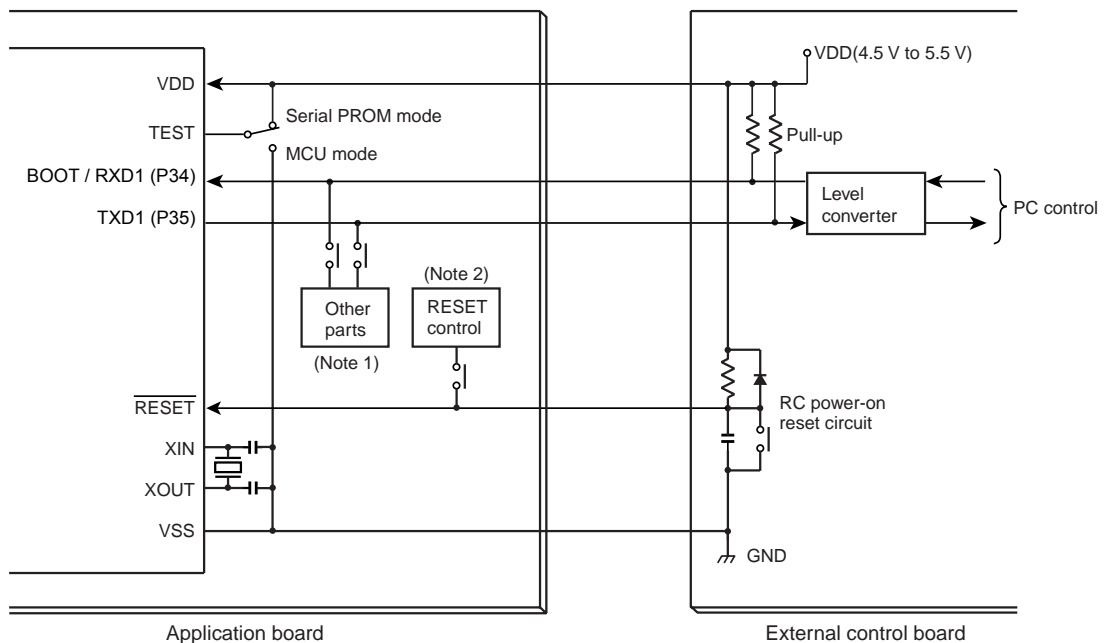 VDD(4.5 V to 5.5 V)
VDD
Serial PROM mode
TEST
Pull-up
MCU mode
BOOT / RXD1 (P34)
Level
converter
TXD1 (P35)
PC control
(Note 2)
Other
parts
RESET
control
(Note 1)
RESET
RC power-on
reset circuit
XIN
XOUT
VSS
GND
Application board
External control board